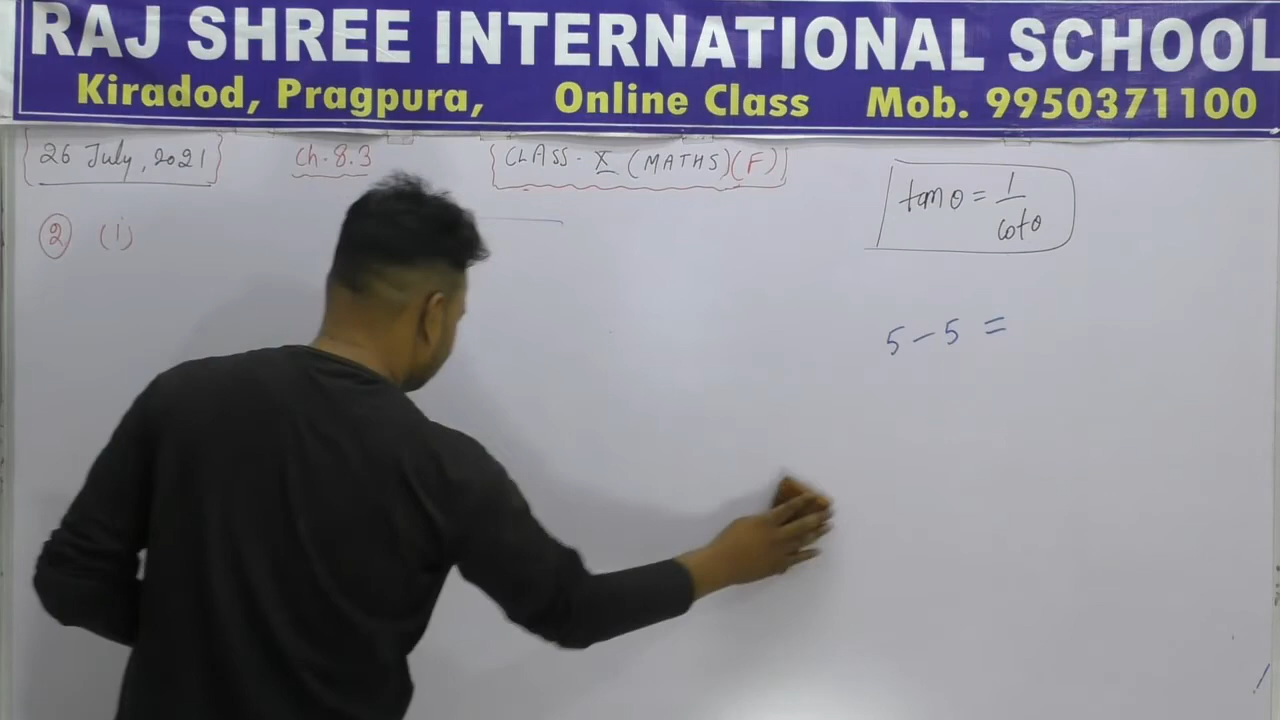 RAJ SHREE INTERNATIONAL SCHOOL
Kiradod, Pragpura, Online Class Mob. 9950371100
26 July, 2021 Ch-8.3 CLASS - X (MATHS)(F)
tan θ = 1/cot θ
2 (i)
5 - 5 =